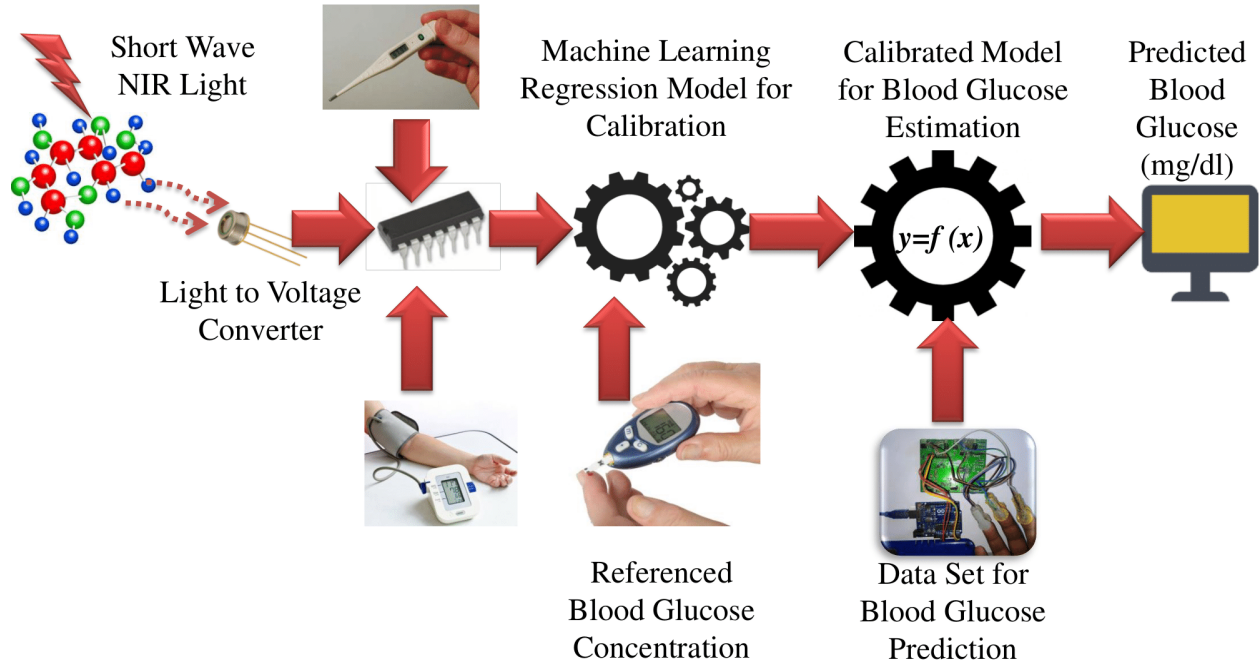 Short Wave
NIR Light
Light to Voltage
Converter
Machine Learning
Regression Model for
Calibration
Referenced
Blood Glucose
Concentration
Calibrated Model
for Blood Glucose
Estimation
y=f (x)
Data Set for
Blood Glucose
Prediction
Predicted
Blood
Glucose
(mg/dl)